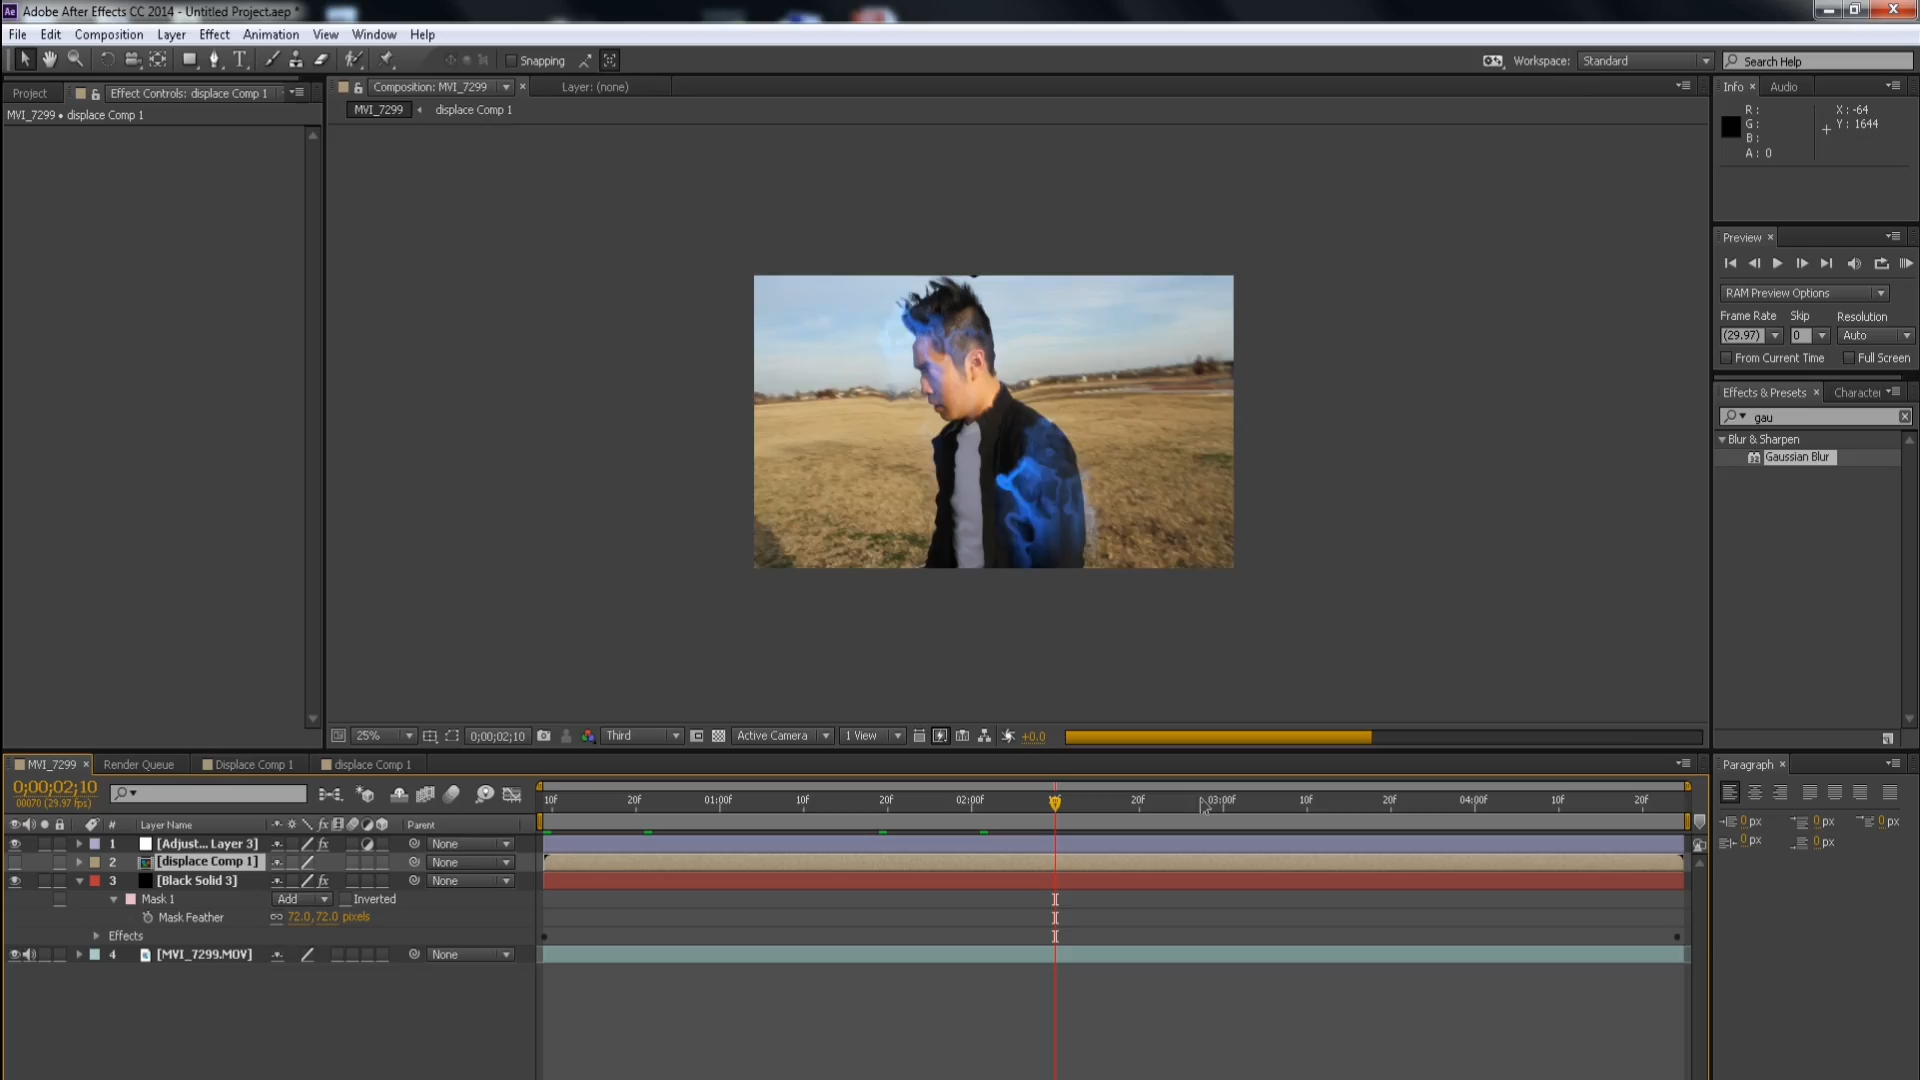 Adobe After Effects CC 2014 - Untitled Project.aep *
File Edit Composition Layer Effect Animation View Window Help
Snapping
Workspace: Standard
Search Help
Project
Effect Controls: displace Comp 1
MVI_7299 • displace Comp 1
Composition: MVI_7299
Layer: (none)
MVI_7299
displace Comp 1
Info
Audio
R :
G :
B :
A : 0
X : -64
Y : 1644
Preview
RAM Preview Options
Frame Rate Skip Resolution
(29.97) 0 Auto
From Current Time Full Screen
Effects & Presets
Character
gau
Blur & Sharpen
Gaussian Blur
25%
0;00;02;10
Third
Active Camera
1 View
+0.0
MVI_7299
Render Queue
Displace Comp 1
displace Comp 1
Paragraph
0;00;02;10
00070 (29.97 fps)
10f 20f 01:00f 10f 20f 02:00f 20f 03:00f 10f 20f 04:00f 10f 20f
# Layer Name Parent
1 [Adjust... Layer 3] None
2 [displace Comp 1] None
3 [Black Solid 3] None
Mask 1 Add Inverted
Mask Feather 72.0, 72.0 pixels
Effects
4 [MVI_7299.MOV] None
0 px 0 px 0 px
0 px 0 px